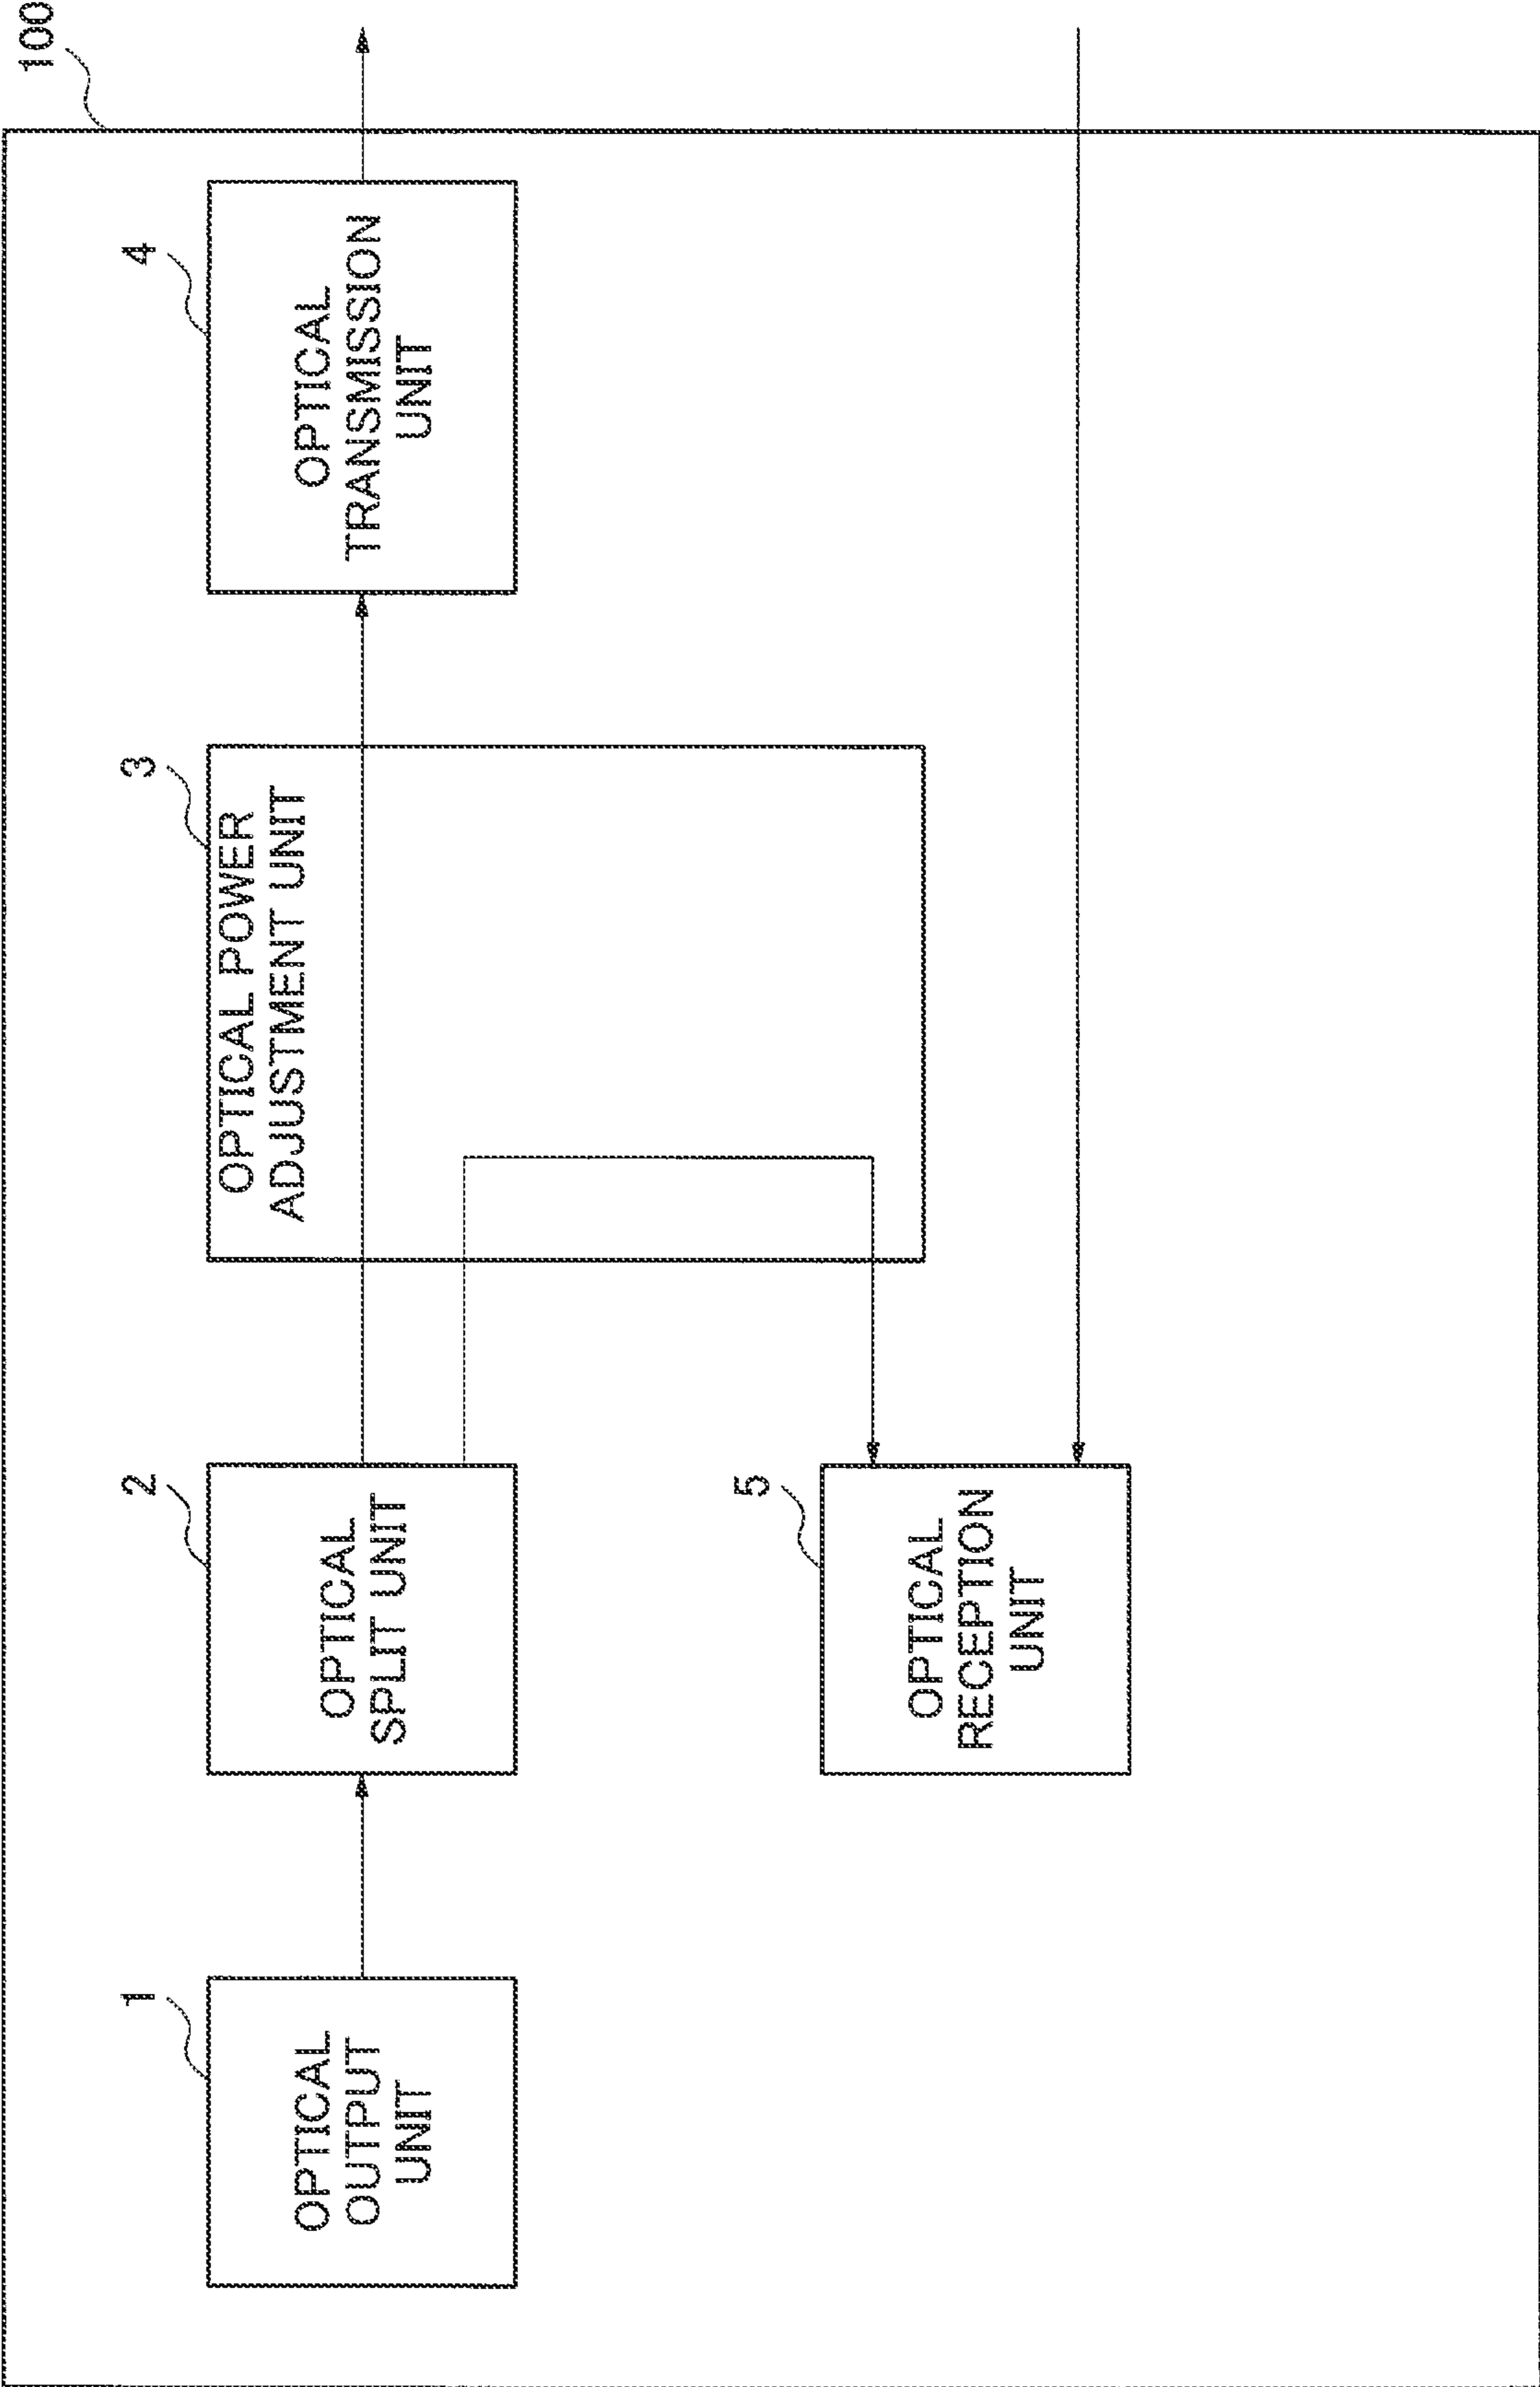 100
1
OPTICAL
OUTPUT
UNIT
2
OPTICAL
SPLIT UNIT
3
OPTICAL POWER
ADJUSTMENT UNIT
4
OPTICAL
TRANSMISSION
UNIT
5
OPTICAL
RECEPTION
UNIT